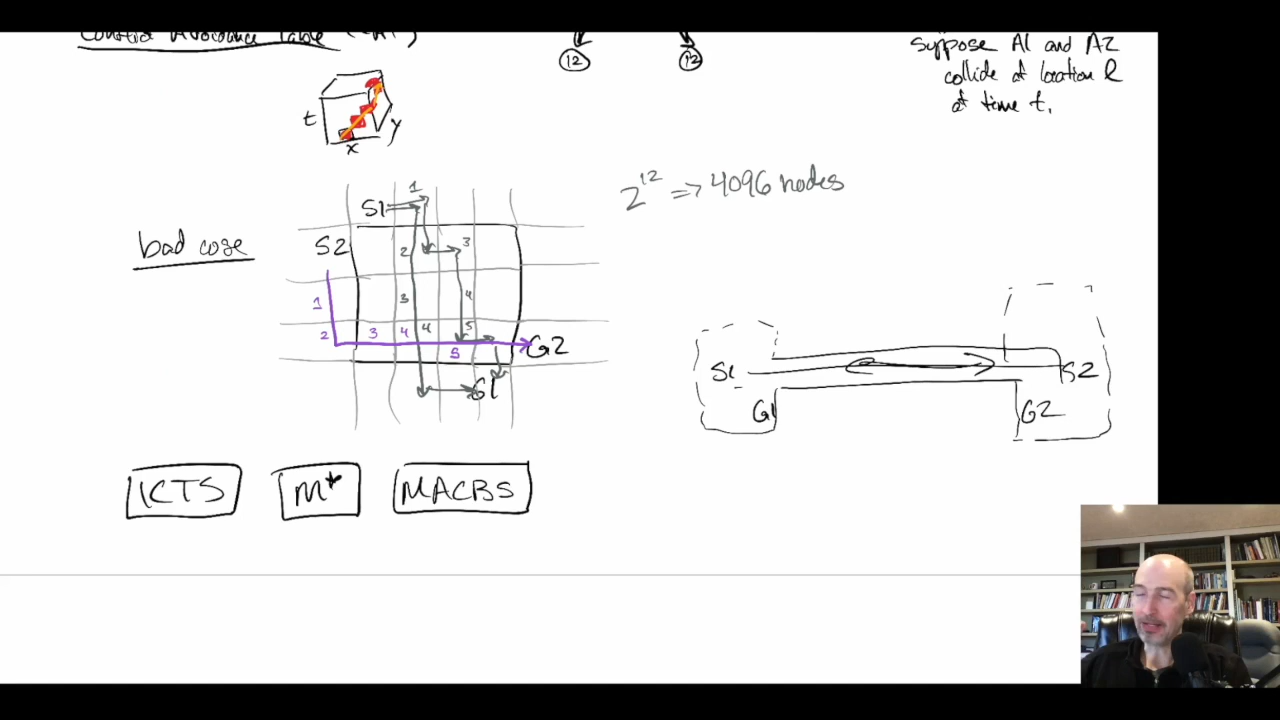 Conflict Avoidance Table (CAT)
12
12
suppose A1 and A2
collide at location l
at time t.
t
x
y
2^12 => 4096 nodes
bad case
1
S1
S2
2
3
1
3
4
2
3
4
4
5
5
G2
G1
S1
G1
S2
G2
ICTS
M*
MACBS